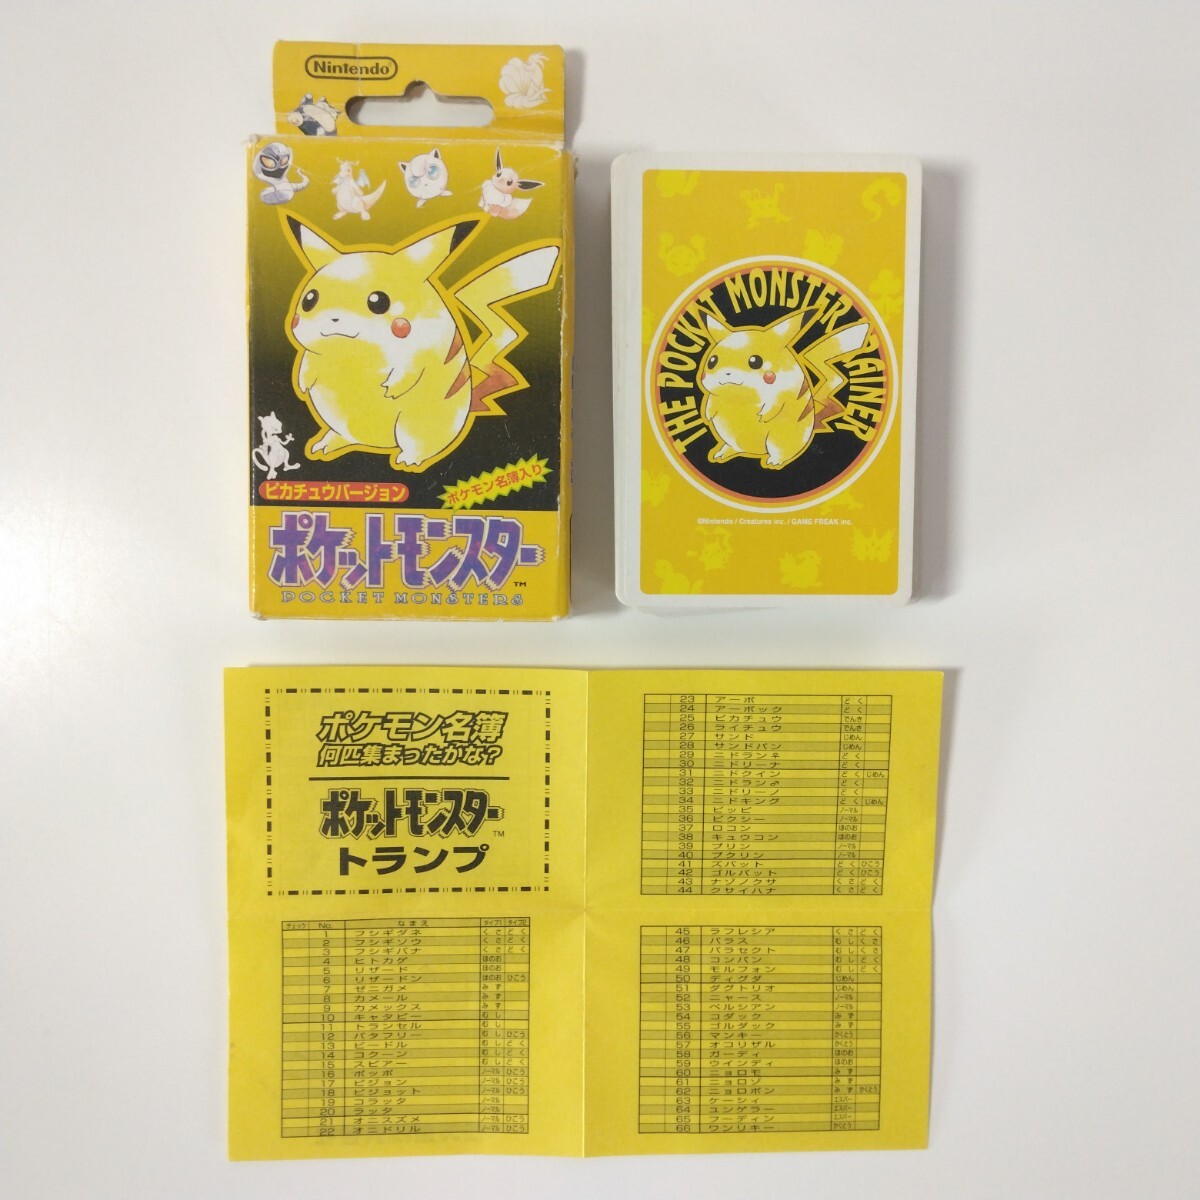 Nintendo
ピカチュウバージョン
ポケモン名簿入り
ポケットモンスター™
POCKET MONSTERS
THE POCKAT MONSTER TRAINER
©Nintendo / Creatures inc. / GAME FREAK inc.
ポケモン名簿
何匹集まったかな?
ポケットモンスター™
トランプ
チェック No. なまえ タイプ1 タイプ2
1 フシギダネ くさ どく
2 フシギソウ くさ どく
3 フシギバナ くさ どく
4 ヒトカゲ ほのお
5 リザード ほのお
6 リザードン ほのお ひこう
7 ゼニガメ みず
8 カメール みず
9 カメックス みず
10 キャタピー むし
11 トランセル むし
12 バタフリー むし ひこう
13 ビードル むし どく
14 コクーン むし どく
15 スピアー むし どく
16 ポッポ ノーマル ひこう
17 ピジョン ノーマル ひこう
18 ピジョット ノーマル ひこう
19 コラッタ ノーマル
20 ラッタ ノーマル
21 オニスズメ ノーマル ひこう
22 オニドリル ノーマル ひこう
23 アーボ どく
24 アーボック どく
25 ピカチュウ でんき
26 ライチュウ でんき
27 サンド じめん
28 サンドパン じめん
29 ニドラン♀ どく
30 ニドリーナ どく
31 ニドクイン どく じめん
32 ニドラン♂ どく
33 ニドリーノ どく
34 ニドキング どく じめん
35 ピッピ ノーマル
36 ピクシー ノーマル
37 ロコン ほのお
38 キュウコン ほのお
39 プリン ノーマル
40 プクリン ノーマル
41 ズバット どく ひこう
42 ゴルバット どく ひこう
43 ナゾノクサ くさ どく
44 クサイハナ くさ どく
45 ラフレシア くさ どく
46 パラス むし くさ
47 パラセクト むし くさ
48 コンパン むし どく
49 モルフォン むし どく
50 ディグダ じめん
51 ダグトリオ じめん
52 ニャース ノーマル
53 ペルシアン ノーマル
54 コダック みず
55 ゴルダック みず
56 マンキー かくとう
57 オコリザル かくとう
58 ガーディ ほのお
59 ウインディ ほのお
60 ニョロモ みず
61 ニョロゾ みず
62 ニョロボン みず かくとう
63 ケーシィ エスパー
64 ユンゲラー エスパー
65 フーディン エスパー
66 ワンリキー かくとう